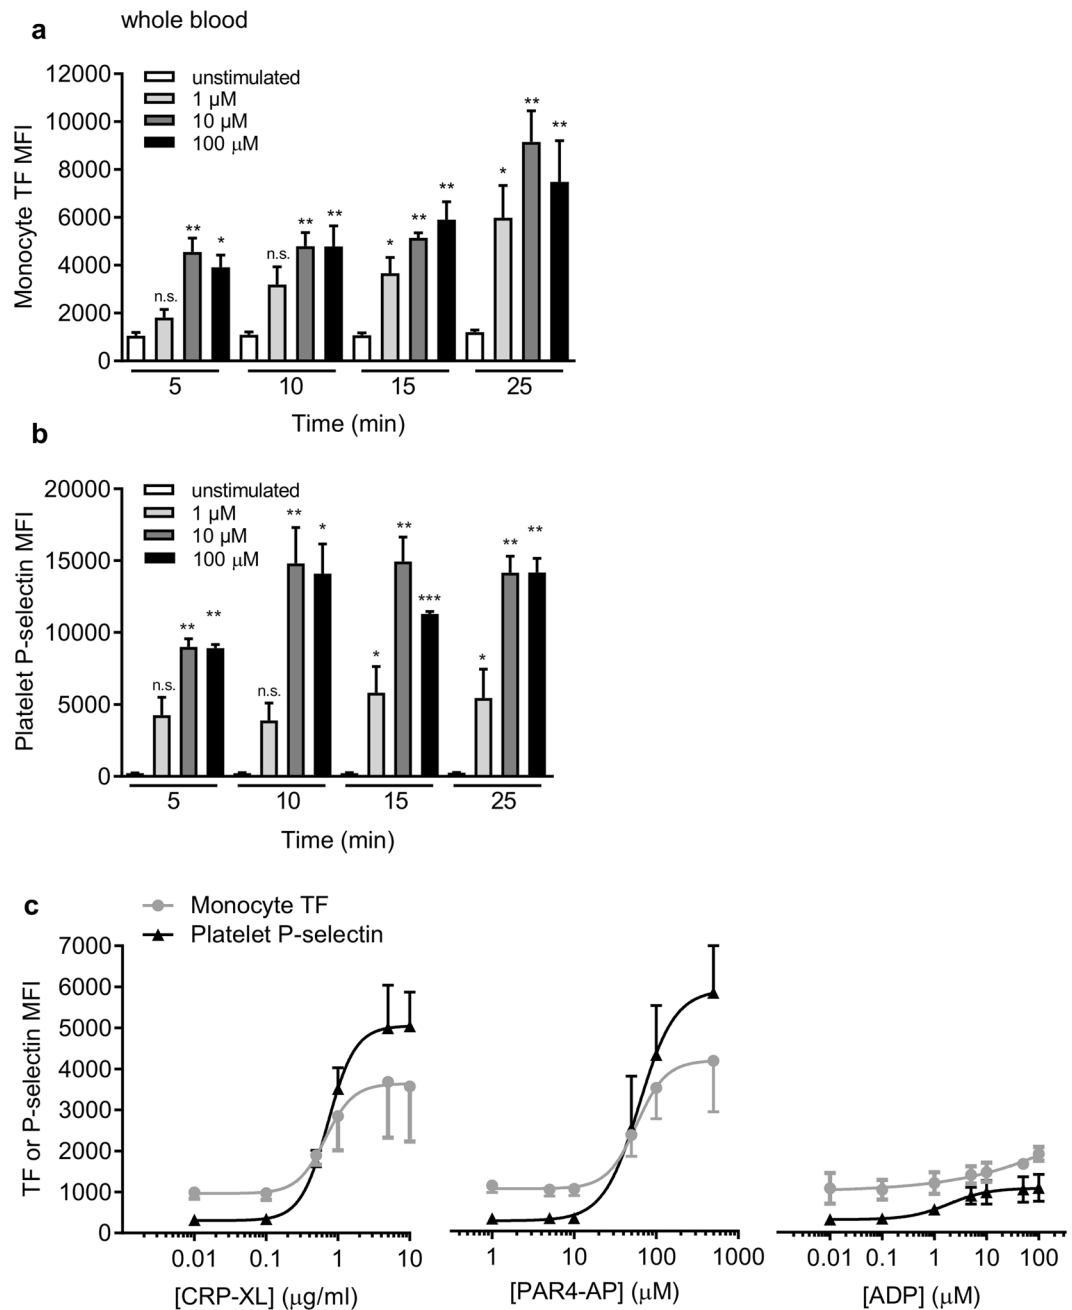 a
whole blood
12000
10000
8000
6000
4000
2000
0
Monocyte TF MFI
unstimulated
1 µM
10 µM
100 µM
n.s.
**
*
n.s.
**
**
*
**
**
*
**
**
5 10 15 25
Time (min)
b
20000
15000
10000
5000
0
Platelet P-selectin MFI
unstimulated
1 µM
10 µM
100 µM
n.s.
**
**
n.s.
**
*
*
**
***
*
**
**
5 10 15 25
Time (min)
c
Monocyte TF
Platelet P-selectin
7000
6000
5000
4000
3000
2000
1000
0
TF or P-selectin MFI
0.01 0.1 1 10
[CRP-XL] (µg/ml)
1 10 100 1000
[PAR4-AP] (µM)
0.01 0.1 1 10 100
[ADP] (µM)